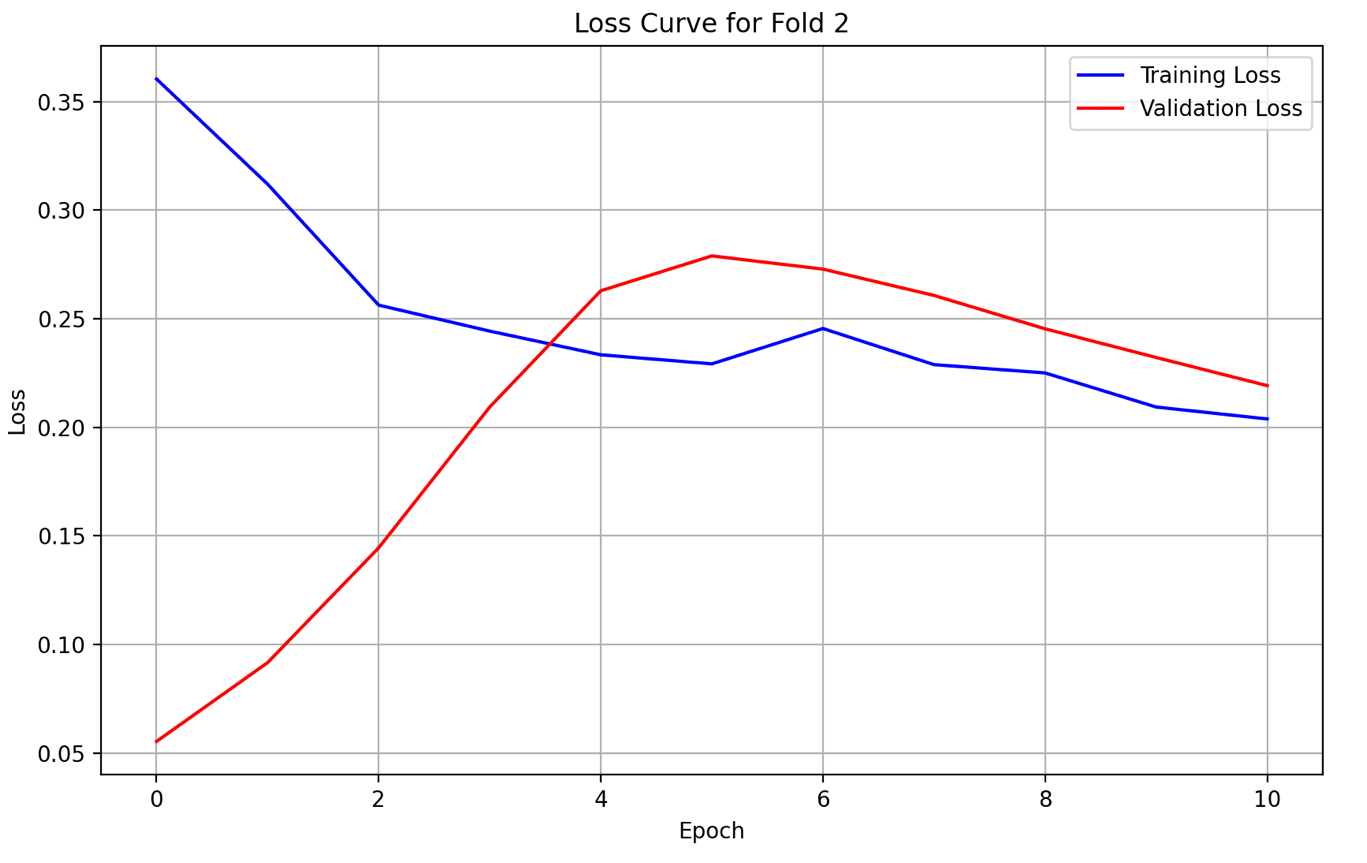 Loss Curve for Fold 2
Training Loss
Validation Loss
0.35
0.30
0.25
0.20
0.15
0.10
0.05
Loss
0 2 4 6 8 10
Epoch